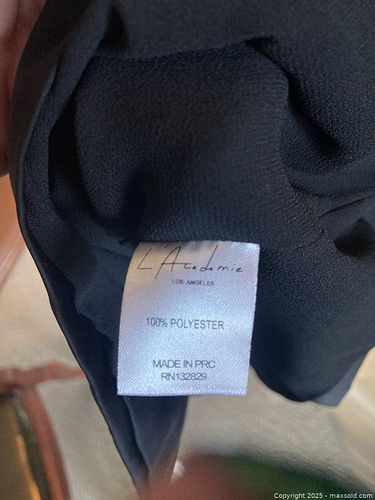 L'Academie
LOS ANGELES
100% POLYESTER
MADE IN PRC
RN132829
Copyright 2025 - maxsold.com